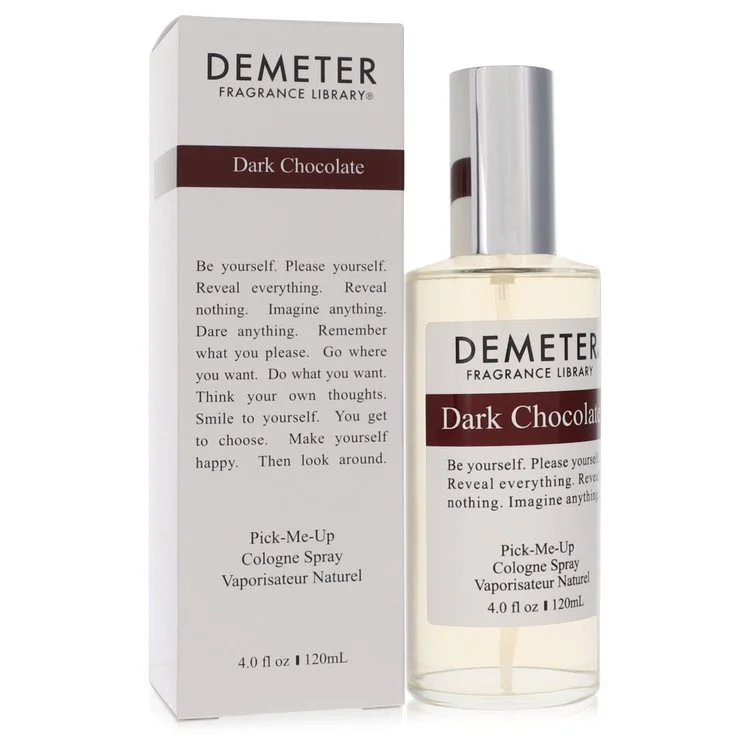 DEMETER
FRAGRANCE LIBRARY®
Dark Chocolate
Be yourself. Please yourself.
Reveal everything. Reveal
nothing. Imagine anything.
Dare anything. Remember
what you please. Go where
you want. Do what you want.
Think your own thoughts.
Smile to yourself. You get
to choose. Make yourself
happy. Then look around.
Pick-Me-Up
Cologne Spray
Vaporisateur Naturel
4.0 fl oz 120mL
DEMETER
FRAGRANCE LIBRARY
Dark Chocolate
Be yourself. Please yourself.
Reveal everything. Reve
nothing. Imagine anything
Pick-Me-Up
Cologne Spray
Vaporisateur Naturel
4.0 fl oz 120mL